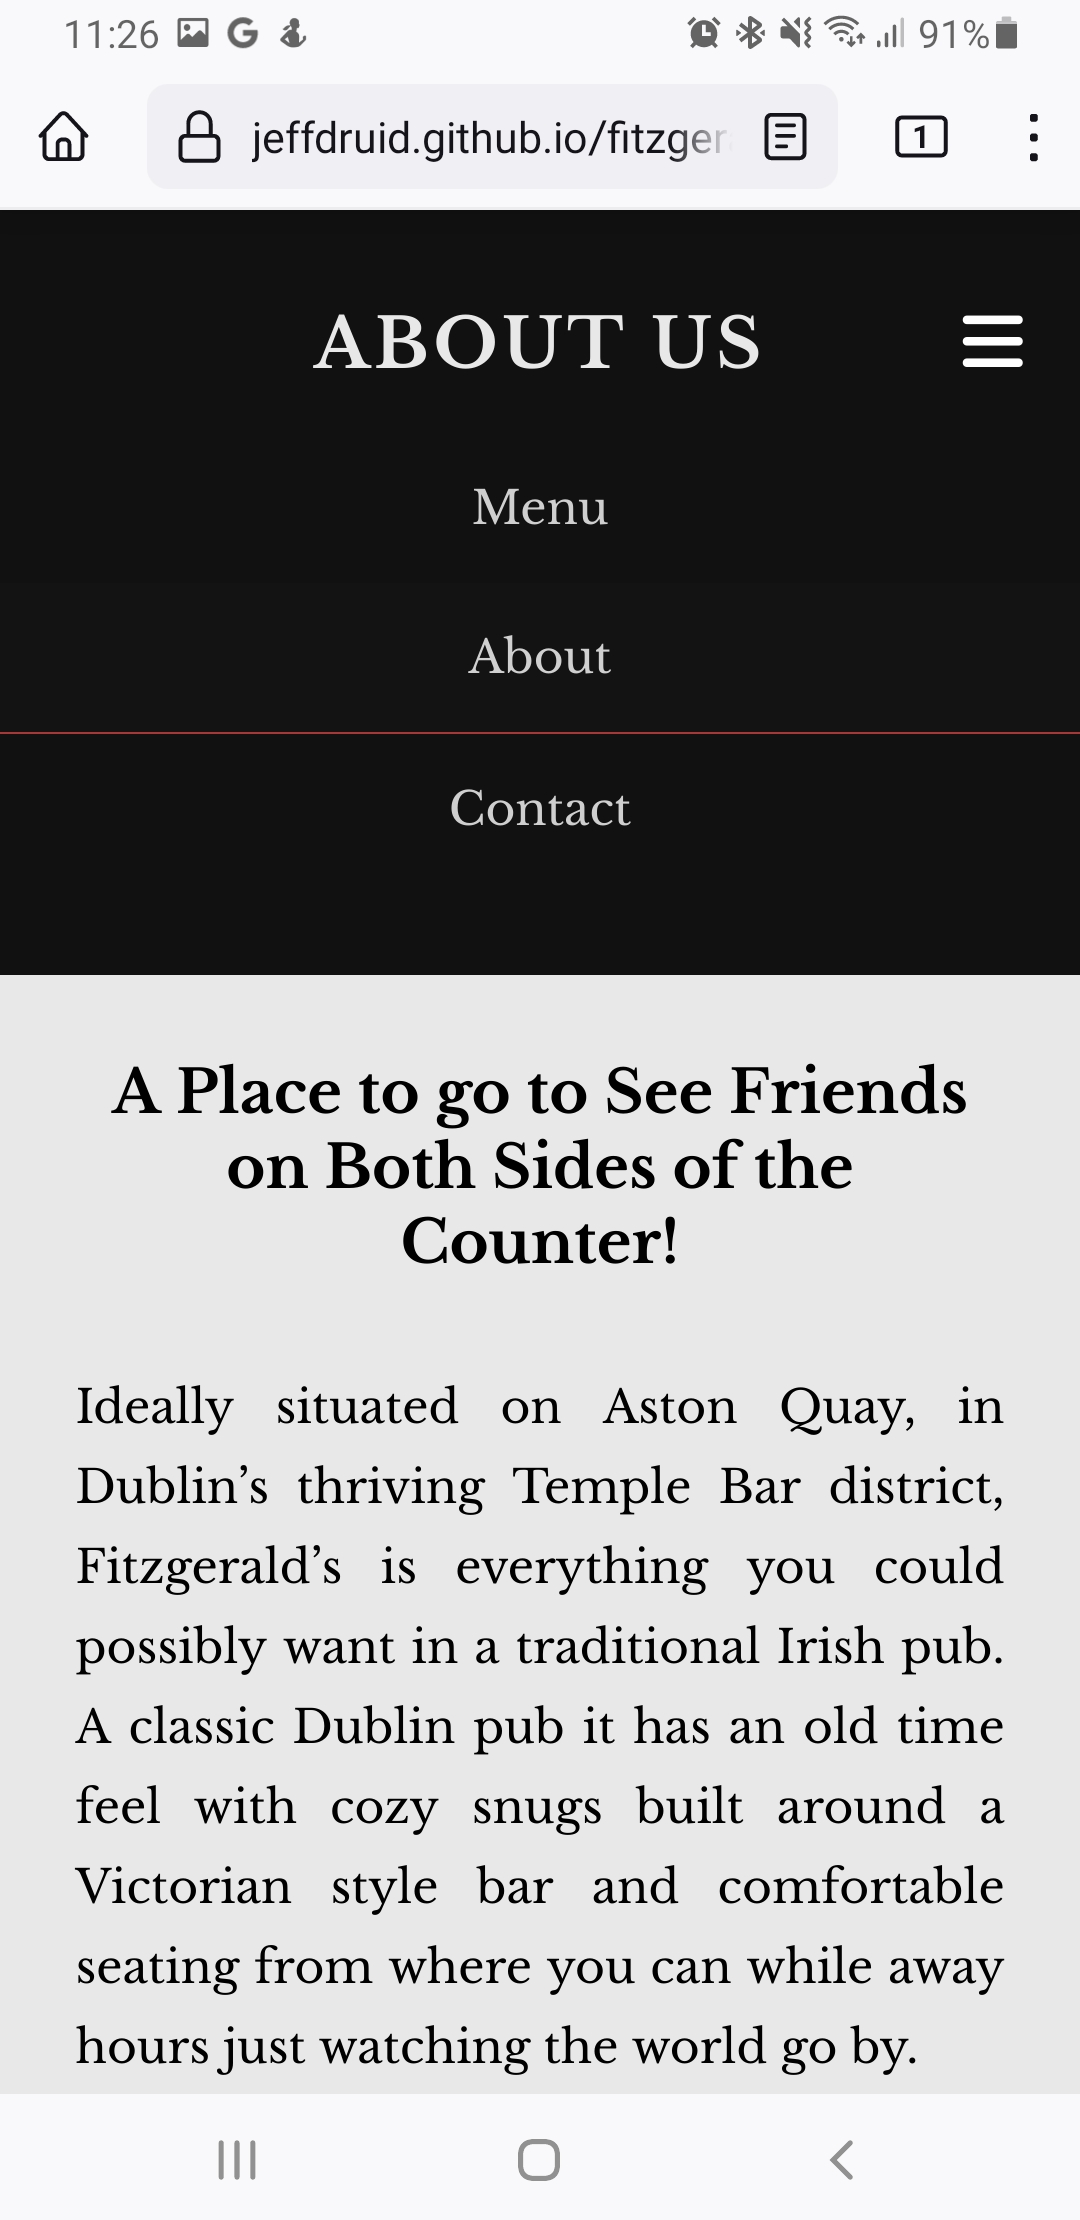 11:26 G 91%
jeffdruid.github.io/fitzger 1
ABOUT US
Menu
About
Contact
A Place to go to See Friends
on Both Sides of the
Counter!
Ideally situated on Aston Quay, in
Dublin’s thriving Temple Bar district,
Fitzgerald’s is everything you could
possibly want in a traditional Irish pub.
A classic Dublin pub it has an old time
feel with cozy snugs built around a
Victorian style bar and comfortable
seating from where you can while away
hours just watching the world go by.